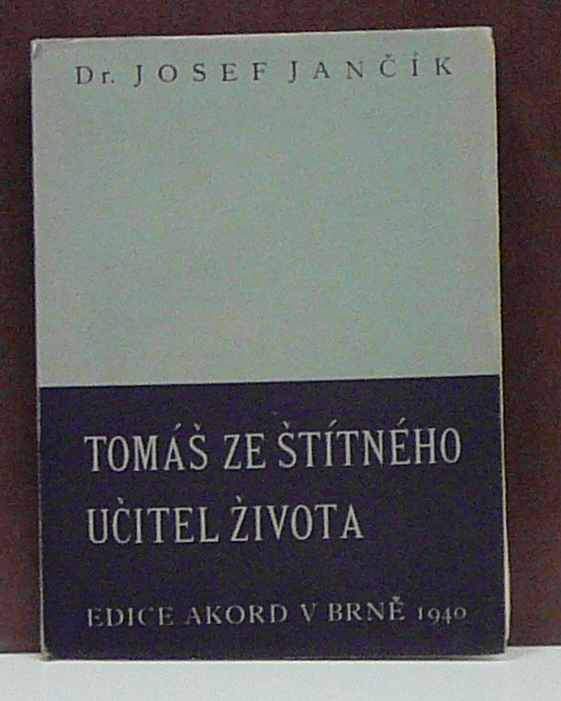 Dr. JOSEF JANČÍK
TOMÁŠ ZE ŠTÍTNÉHO
UČITEL ŽIVOTA
EDICE AKORD V BRNĚ 1940